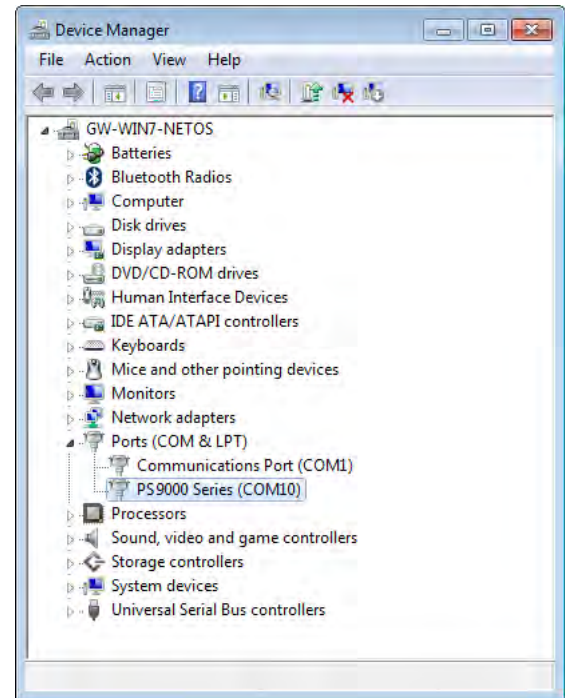 Device Manager
File Action View Help
GW-WIN7-NETOS
Batteries
Bluetooth Radios
Computer
Disk drives
Display adapters
DVD/CD-ROM drives
Human Interface Devices
IDE ATA/ATAPI controllers
Keyboards
Mice and other pointing devices
Monitors
Network adapters
Ports (COM & LPT)
Communications Port (COM1)
PS9000 Series (COM10)
Processors
Sound, video and game controllers
Storage controllers
System devices
Universal Serial Bus controllers